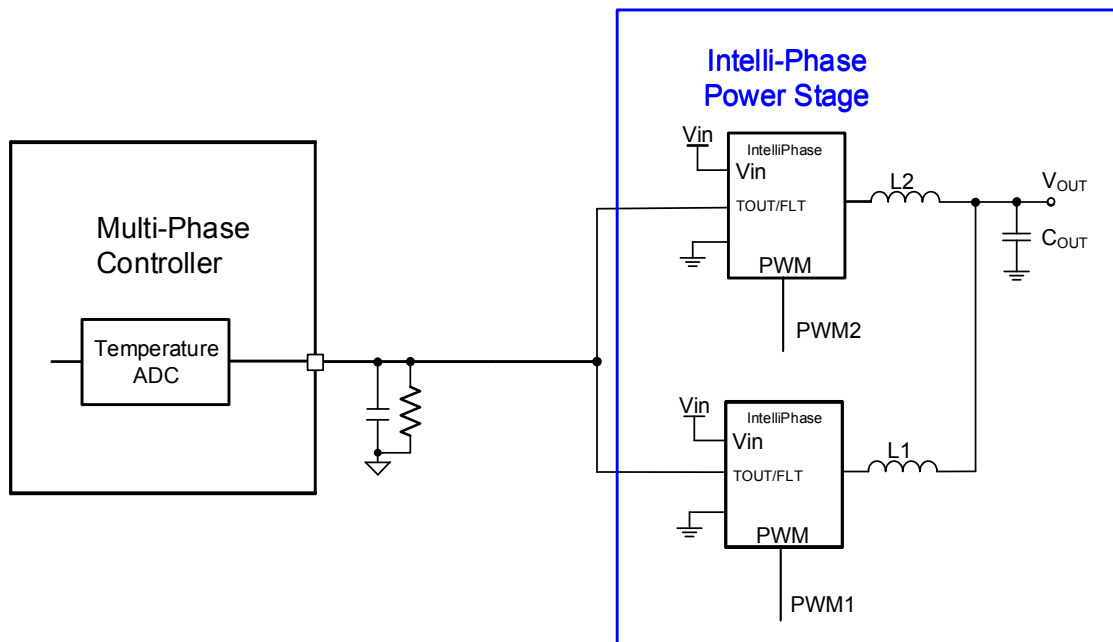 Intelli-Phase
Power Stage
Multi-Phase
Controller
Temperature
ADC
Vin
IntelliPhase
Vin
TOUT/FLT
PWM
PWM2
L2
VOUT
COUT
Vin
IntelliPhase
Vin
TOUT/FLT
PWM
PWM1
L1